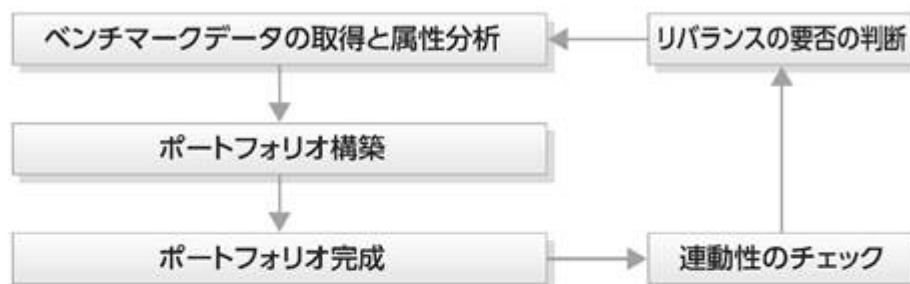 ベンチマークデータの取得と属性分析
リバランスの要否の判断
ポートフォリオ構築
ポートフォリオ完成
連動性のチェック